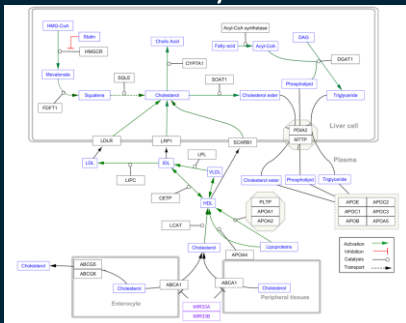 HMG-CoA
Cholic Acid
Acyl-CoA synthetase
DAG
Statin
HMGCR
Fatty acid
Acyl-CoA
CYP7A1
DGAT1
Mevalonate
SQLE
SOAT1
Phospholipid
Squalene
Cholesterol
Cholesterol ester
Triglyceride
FDFT1
PDIA2
MTTP
Liver cell
LDLR
LRP1
SCARB1
Plasma
LPL
LDL
IDL
VLDL
LIPC
Cholesterol-ester
Phospholipid
Triglyceride
CETP
HDL
PLTP
APOA1
APOA2
APOE
APOC2
APOC1
APOC3
APOB
APOA5
LCAT
Cholesterol
Lipoproteins
APOA4
Activation
Inhibition
Catalysis
Transport
Cholesterol
ABCG5
ABCG8
Cholesterol
ABCA1
ABCA1
Cholesterol
Enterocyte
MIR33A
MIR33B
Peripheral tissues